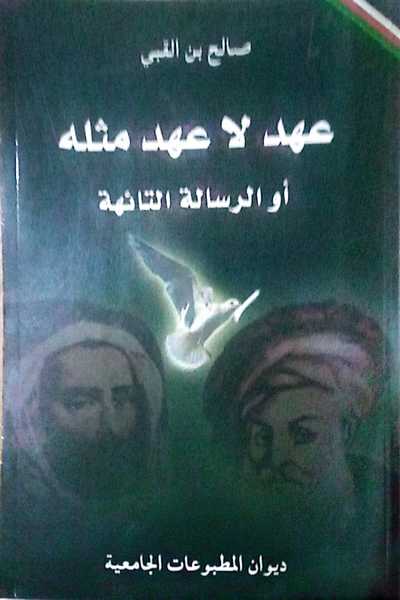 صالح بن القبي
عهد لا عهد مثله
أو الرسالة التائهة
ديوان المطبوعات الجامعية